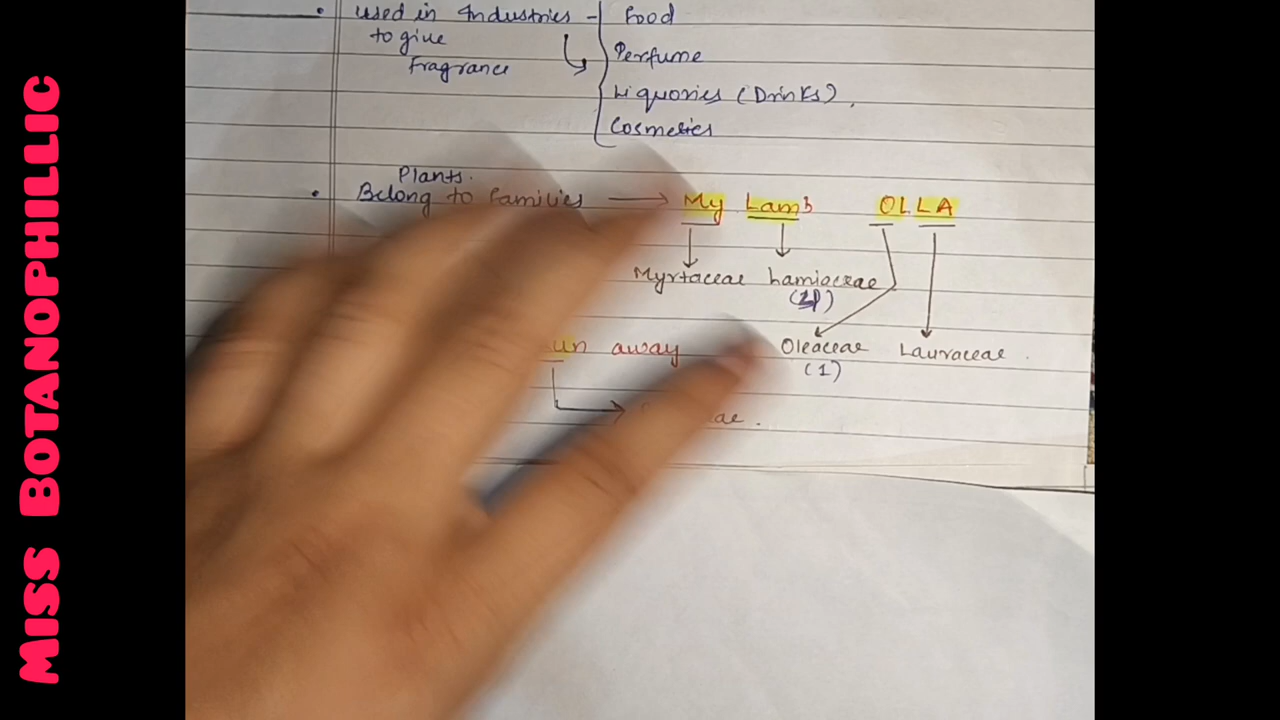 MISS BOTANOPHILLIC
• used in Industries - Food
to give
Fragrance
Perfume
Liquories (Drinks),
Cosmetics
Plants.
• Belong to families → My Lamb OLLA
Myrtaceae Lamiaceae
away
Oleaceae Lauraceae.
(1)